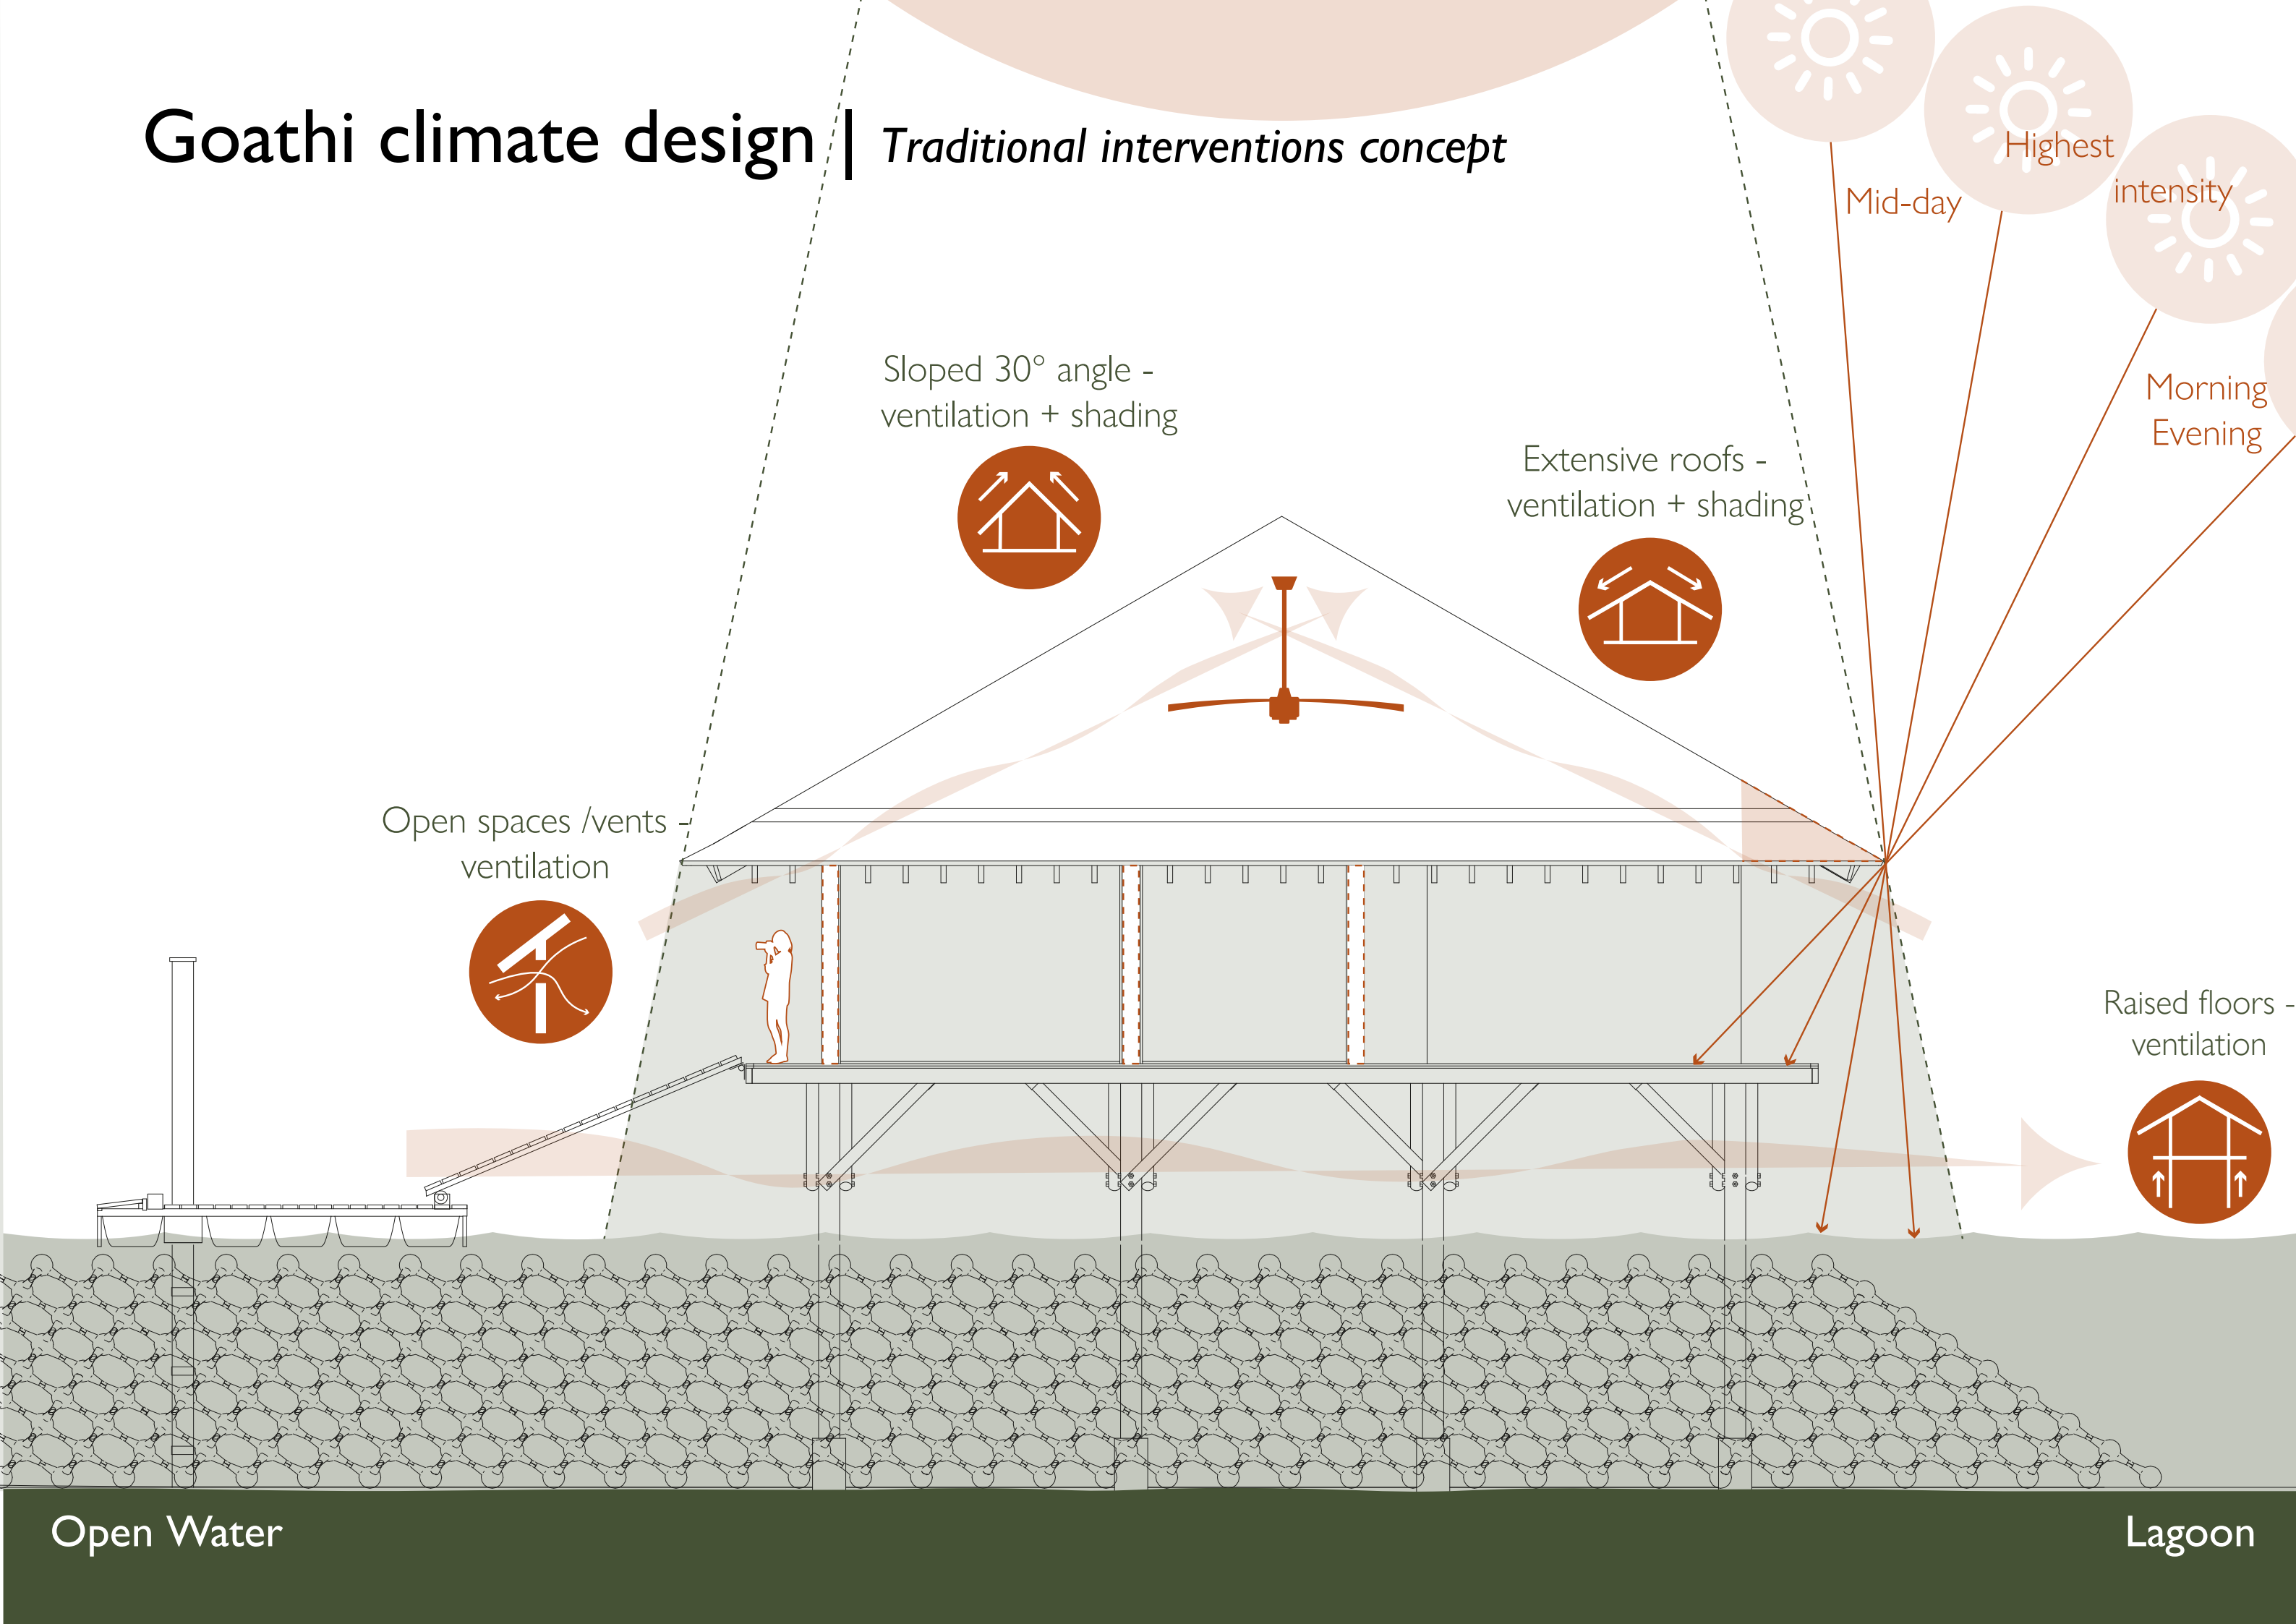 Goathi climate design | Traditional interventions concept
Highest
intensity
Mid-day
Morning
Evening
Sloped 30° angle -
ventilation + shading
Extensive roofs -
ventilation + shading
Open spaces /vents -
ventilation
Raised floors -
ventilation
Open Water
Lagoon